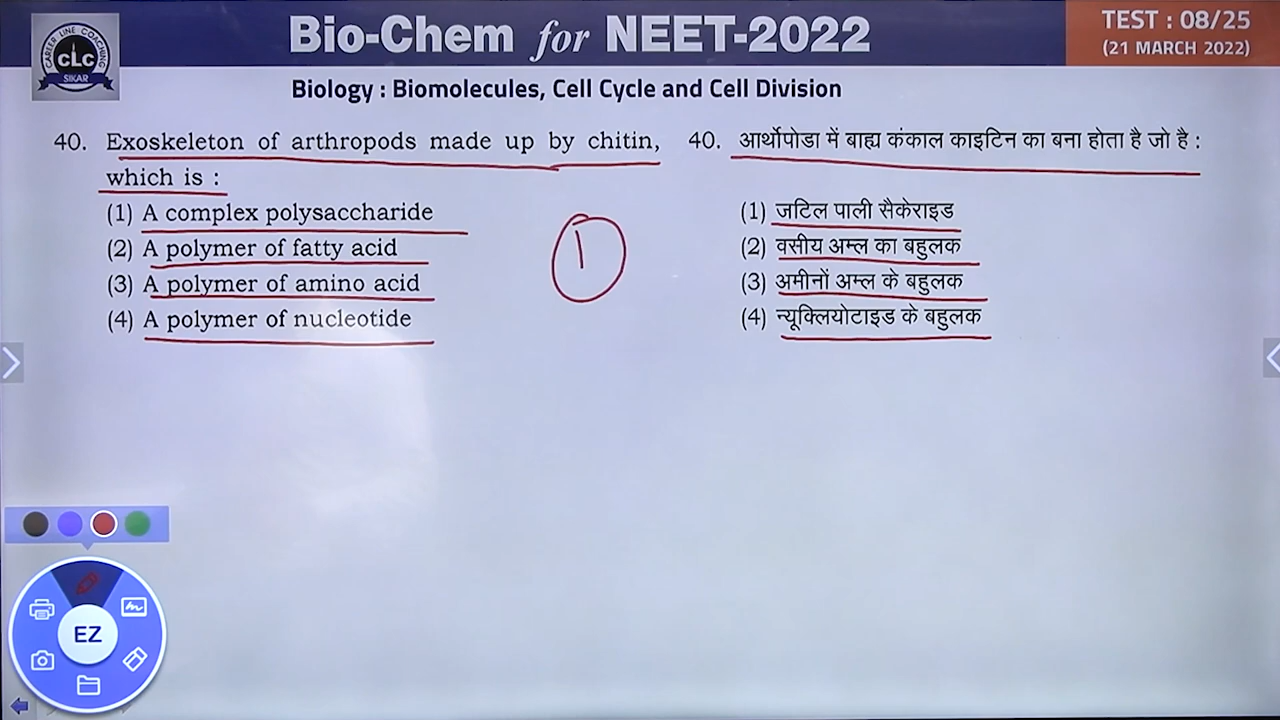 CAREER LINE COACHING
CLC
SIKAR
Bio-Chem for NEET-2022
TEST : 08/25
(21 MARCH 2022)
Biology : Biomolecules, Cell Cycle and Cell Division
40. Exoskeleton of arthropods made up by chitin,
which is :
(1) A complex polysaccharide
(2) A polymer of fatty acid
(3) A polymer of amino acid
(4) A polymer of nucleotide
1
40. आर्थोपोडा में बाह्य कंकाल काइटिन का बना होता है जो है :
(1) जटिल पाली सैकेराइड
(2) वसीय अम्ल का बहुलक
(3) अमीनों अम्ल के बहुलक
(4) न्यूक्लियोटाइड के बहुलक
EZ